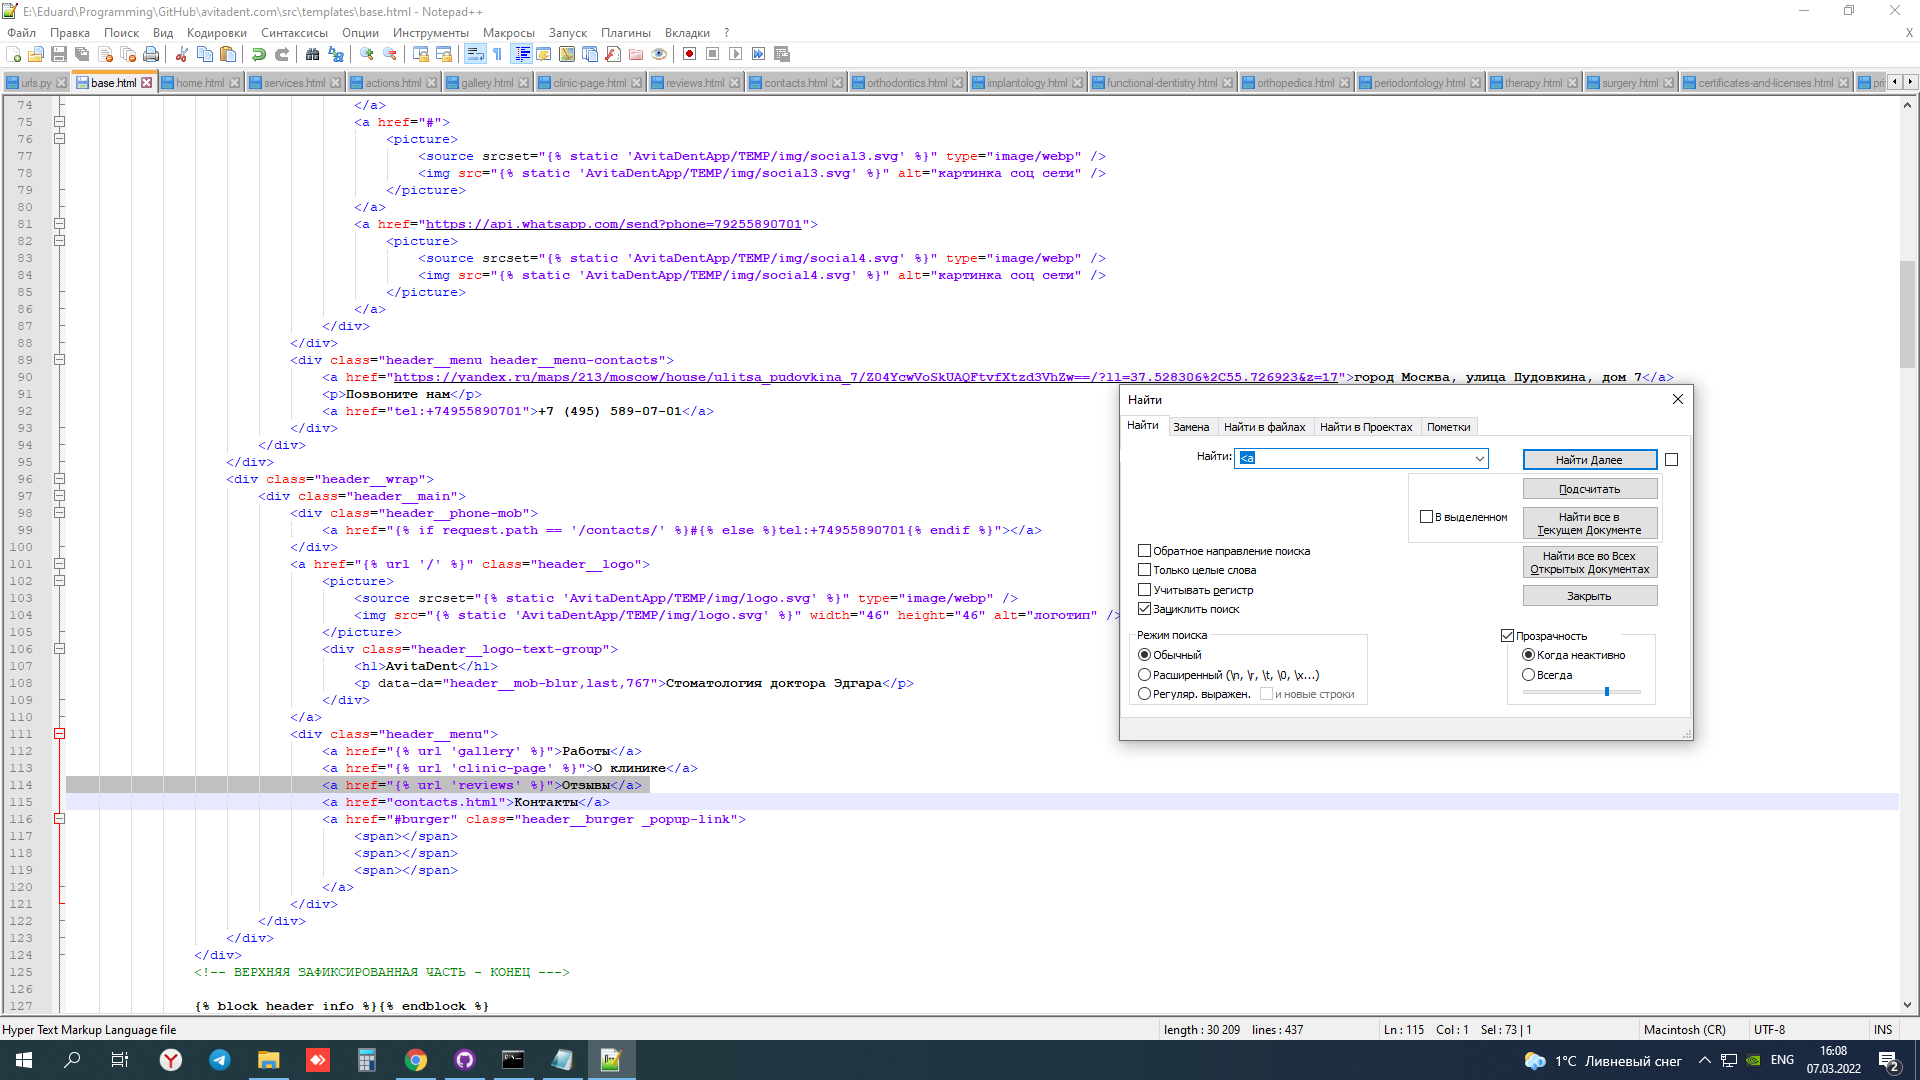 E:\Eduard\Programming\GitHub\avitadent.com\src\templates\base.html - Notepad++
Файл Правка Поиск Вид Кодировки Синтаксисы Опции Инструменты Макросы Запуск Плагины Вкладки ? X
urls.py base.html home.html services.html actions.html gallery.html clinic-page.html reviews.html contacts.html orthodontics.html implantology.html functional-dentistry.html orthopedics.html periodontology.html therapy.html surgery.html certificates-and-licenses.html pri
74 </a>
75 <a href="#">
76 <picture>
77 <source srcset="{% static 'AvitaDentApp/TEMP/img/social3.svg' %}" type="image/webp" />
78 <img src="{% static 'AvitaDentApp/TEMP/img/social3.svg' %}" alt="картинка соц сети" />
79 </picture>
80 </a>
81 <a href="https://api.whatsapp.com/send?phone=79255890701">
82 <picture>
83 <source srcset="{% static 'AvitaDentApp/TEMP/img/social4.svg' %}" type="image/webp" />
84 <img src="{% static 'AvitaDentApp/TEMP/img/social4.svg' %}" alt="картинка соц сети" />
85 </picture>
86 </a>
87 </div>
88 </div>
89 <div class="header__menu header__menu-contacts">
90 <a href="https://yandex.ru/maps/213/moscow/house/ulitsa_pudovkina_7/Z04YcwVoSkUAQFtvfXtzd3VhZw==/?ll=37.528306%2C55.726923&z=17">город Москва, улица Пудовкина, дом 7</a>
91 <p>Позвоните нам</p>
92 <a href="tel:+74955890701">+7 (495) 589-07-01</a>
93 </div>
94 </div>
95 </div>
96 <div class="header__wrap">
97 <div class="header__main">
98 <div class="header__phone-mob">
99 <a href="{% if request.path == '/contacts/' %}#{% else %}tel:+74955890701{% endif %}"></a>
100 </div>
101 <a href="{% url '/' %}" class="header__logo">
102 <picture>
103 <source srcset="{% static 'AvitaDentApp/TEMP/img/logo.svg' %}" type="image/webp" />
104 <img src="{% static 'AvitaDentApp/TEMP/img/logo.svg' %}" width="46" height="46" alt="логотип" />
105 </picture>
106 <div class="header__logo-text-group">
107 <h1>AvitaDent</h1>
108 <p data-da="header__mob-blur,last,767">Стоматология доктора Эдгара</p>
109 </div>
110 </a>
111 <div class="header__menu">
112 <a href="{% url 'gallery' %}">Работы</a>
113 <a href="{% url 'clinic-page' %}">О клинике</a>
114 <a href="{% url 'reviews' %}">Отзывы</a>
115 <a href="contacts.html">Контакты</a>
116 <a href="#burger" class="header__burger _popup-link">
117 <span></span>
118 <span></span>
119 <span></span>
120 </a>
121 </div>
122 </div>
123 </div>
124 </div>
125 <!-- ВЕРХНЯЯ ЗАФИКСИРОВАННАЯ ЧАСТЬ - КОНЕЦ --->
126
127 {% block header_info %}{% endblock %}
Найти
Найти Замена Найти в файлах Найти в Проектах Пометки
Найти: <a Найти Далее
Подсчитать
В выделенном Найти все в Текущем Документе
Найти все во Всех Открытых Документах
Закрыть
Обратное направление поиска
Только целые слова
Учитывать регистр
Зациклить поиск
Режим поиска
Обычный
Расширенный (\n, \r, \t, \0, \x...)
Регуляр. выражен. и новые строки
Прозрачность
Когда неактивно
Всегда
Hyper Text Markup Language file length : 30 209 lines : 437 Ln : 115 Col : 1 Sel : 73 | 1 Macintosh (CR) UTF-8 INS
1°C Ливневый снег ENG 16:08
07.03.2022 2